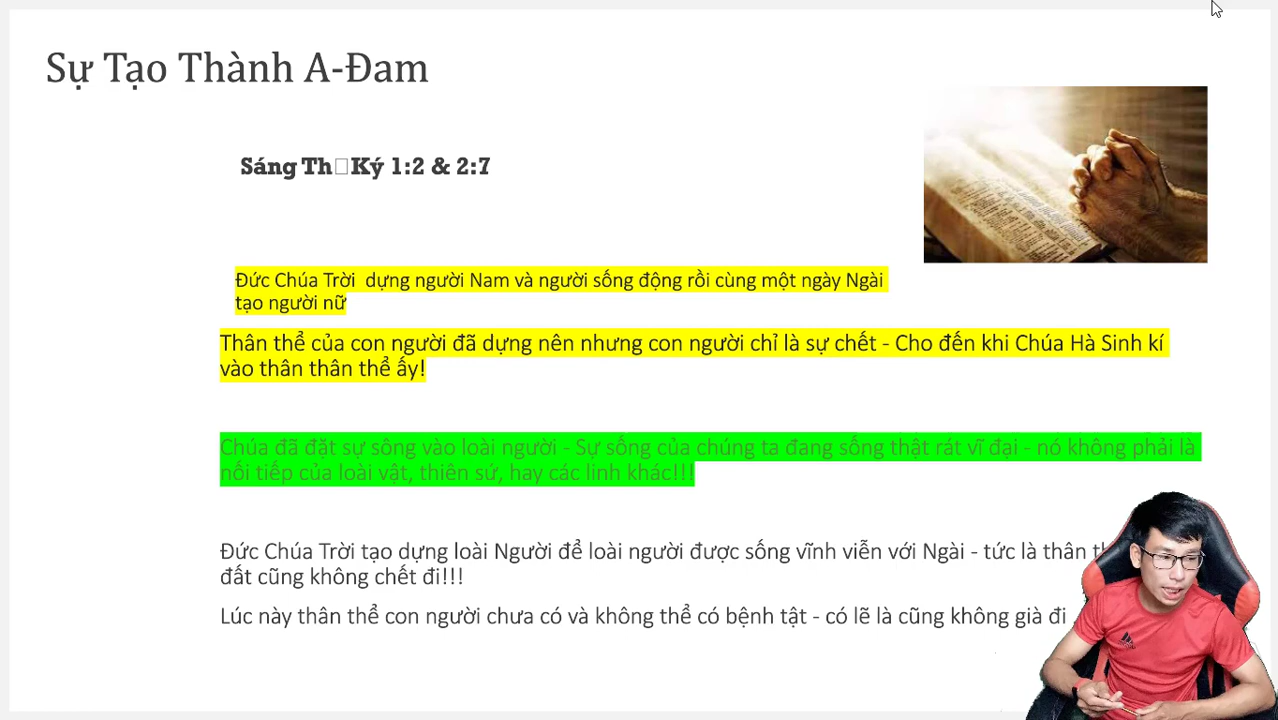 Sự Tạo Thành A-Đam
Sáng Th□Ký 1:2 & 2:7
Đức Chúa Trời dựng người Nam và người sống động rồi cùng một ngày Ngài
tạo người nữ
Thân thể của con người đã dựng nên nhưng con người chỉ là sự chết - Cho đến khi Chúa Hà Sinh kí
vào thân thân thể ấy!
Chúa đã đặt sự sông vào loài người - Sự sống của chúng ta đang sống thật rát vĩ đại - nó không phải là
nối tiếp của loài vật, thiên sứ, hay các linh khác!!!
Đức Chúa Trời tạo dựng loài Người để loài người được sống vĩnh viễn với Ngài - tức là thân
đất cũng không chết đi!!!
Lúc này thân thể con người chưa có và không thể có bệnh tật - có lẽ là cũng không già đi